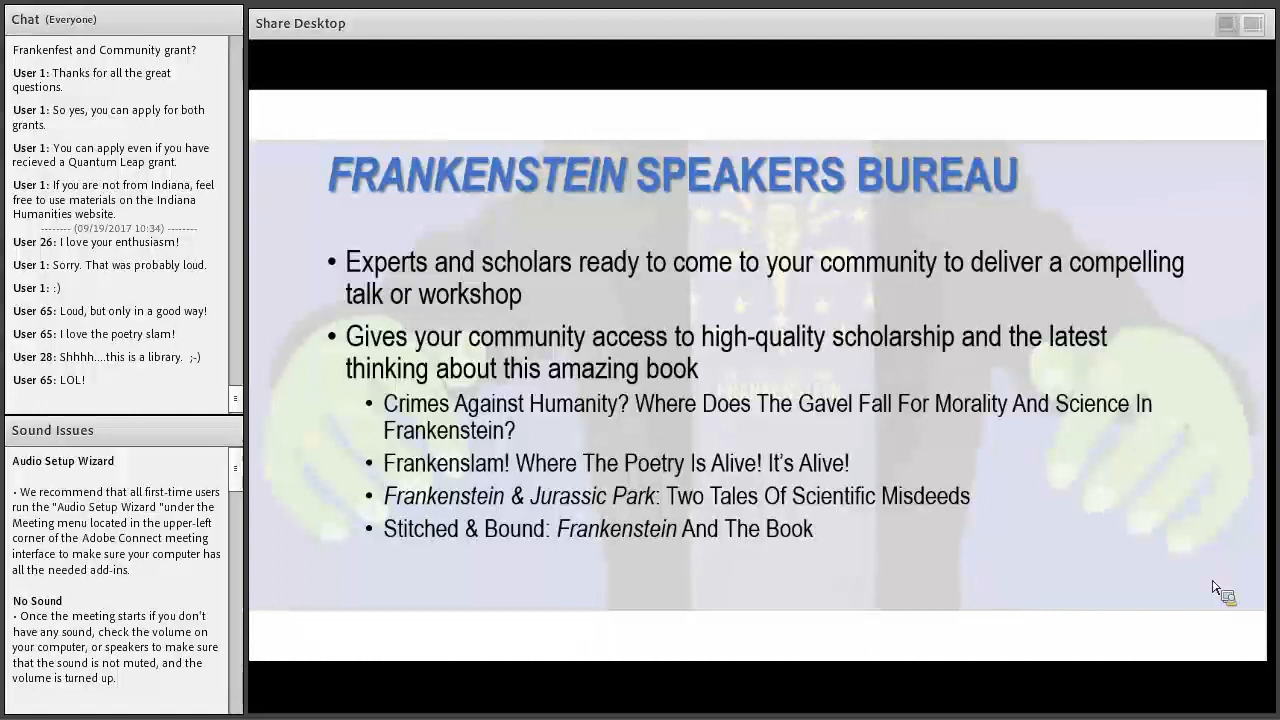 Chat (Everyone)
Frankenfest and Community grant?
User 1: Thanks for all the great
questions.
User 1: So yes, you can apply for both
grants.
User 1: You can apply even if you have
recieved a Quantum Leap grant.
User 1: If you are not from Indiana, feel
free to use materials on the Indiana
Humanities website.
-------- (09/19/2017 10:34) --------
User 26: I love your enthusiasm!
User 1: Sorry. That was probably loud.
User 1: :)
User 65: Loud, but only in a good way!
User 65: I love the poetry slam!
User 28: Shhhh....this is a library. ;-)
User 65: LOL!
Sound Issues
Audio Setup Wizard
• We recommend that all first-time users
run the "Audio Setup Wizard "under the
Meeting menu located in the upper-left
corner of the Adobe Connect meeting
interface to make sure your computer has
all the needed add-ins.
No Sound
• Once the meeting starts if you don't
have any sound, check the volume on
your computer, or speakers to make sure
that the sound is not muted, and the
volume is turned up.
Share Desktop
FRANKENSTEIN SPEAKERS BUREAU
• Experts and scholars ready to come to your community to deliver a compelling
talk or workshop
• Gives your community access to high-quality scholarship and the latest
thinking about this amazing book
• Crimes Against Humanity? Where Does The Gavel Fall For Morality And Science In
Frankenstein?
• Frankenslam! Where The Poetry Is Alive! It's Alive!
• Frankenstein & Jurassic Park: Two Tales Of Scientific Misdeeds
• Stitched & Bound: Frankenstein And The Book